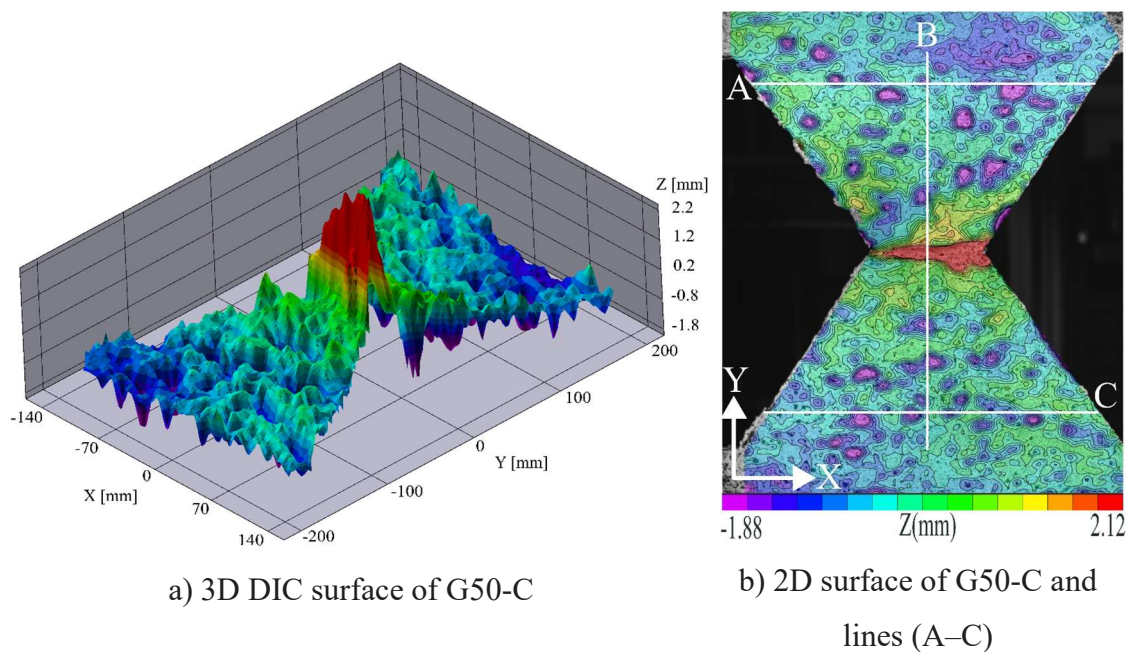 Z [mm]
2.2
1.2
0.2
-0.8
-1.8
200
100
0
Y [mm]
-100
-200
-140
-70
0
X [mm]
70
140
a) 3D DIC surface of G50-C
B
A
C
Y
X
-1.88
Z(mm)
2.12
b) 2D surface of G50-C and
lines (A–C)